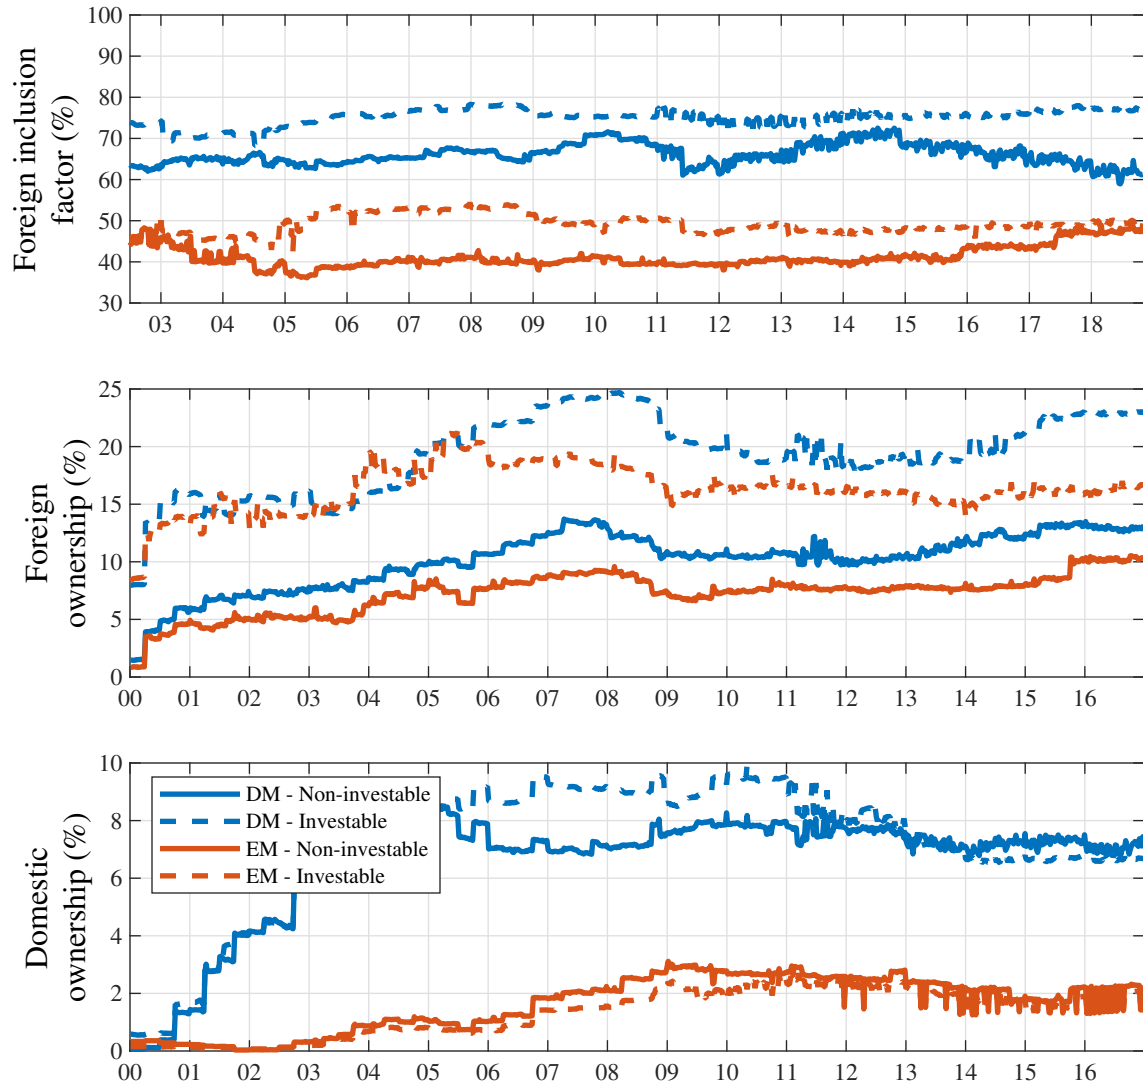 Foreign inclusion
factor (%)
100
90
80
70
60
50
40
30
03 04 05 06 07 08 09 10 11 12 13 14 15 16 17 18
Foreign
ownership (%)
25
20
15
10
5
0
00 01 02 03 04 05 06 07 08 09 10 11 12 13 14 15 16
Domestic
ownership (%)
10
8
6
4
2
0
DM - Non-investable
DM - Investable
EM - Non-investable
EM - Investable
00 01 02 03 04 05 06 07 08 09 10 11 12 13 14 15 16